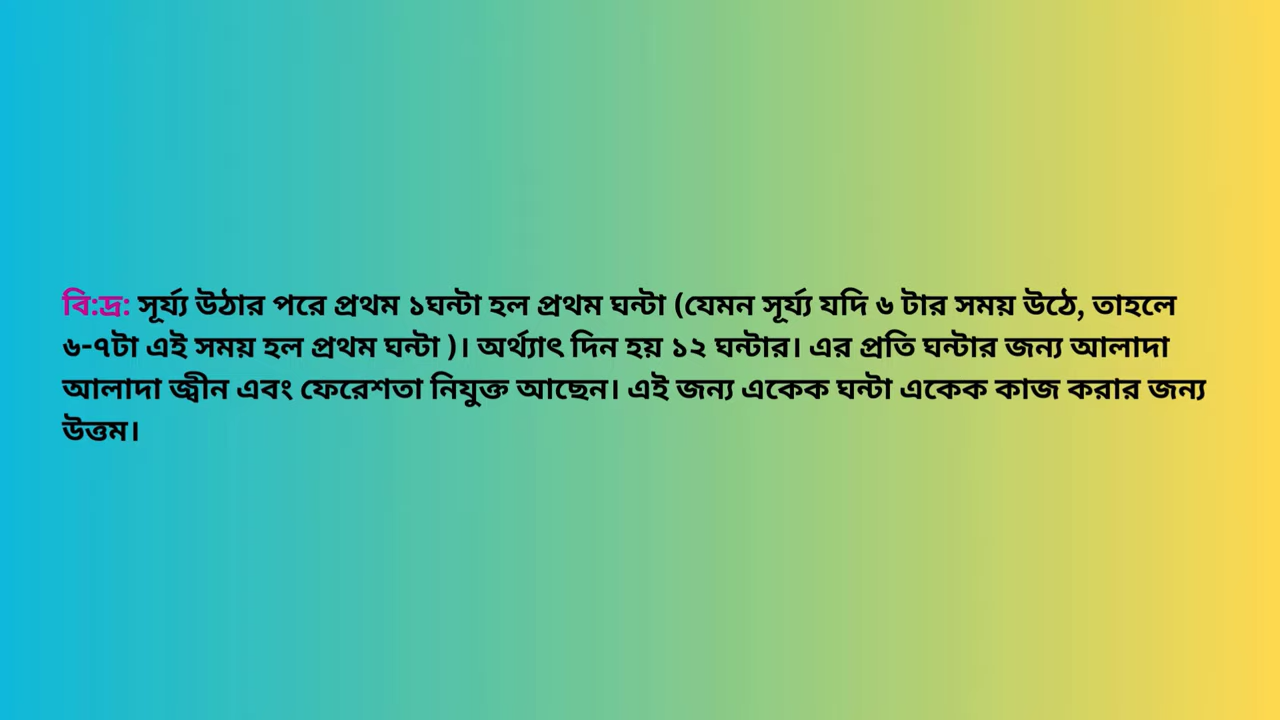 বি:দ্র: সূর্য্য উঠার পরে প্রথম ১ঘন্টা হল প্রথম ঘন্টা (যেমন সূর্য্য যদি ৬ টার সময় উঠে, তাহলে
৬-৭টা এই সময় হল প্রথম ঘন্টা )। অর্থ্যাৎ দিন হয় ১২ ঘন্টার। এর প্রতি ঘন্টার জন্য আলাদা
আলাদা জ্বীন এবং ফেরেশতা নিযুক্ত আছেন। এই জন্য একেক ঘন্টা একেক কাজ করার জন্য
উত্তম।